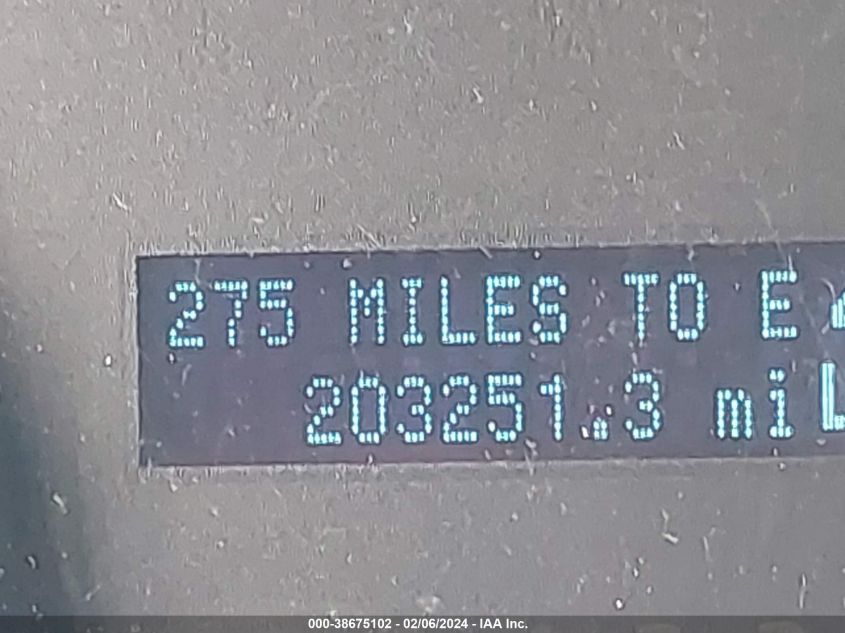 275 MILES TO E
203251.3 mi
000-38675102 - 02/06/2024 - IAA Inc.